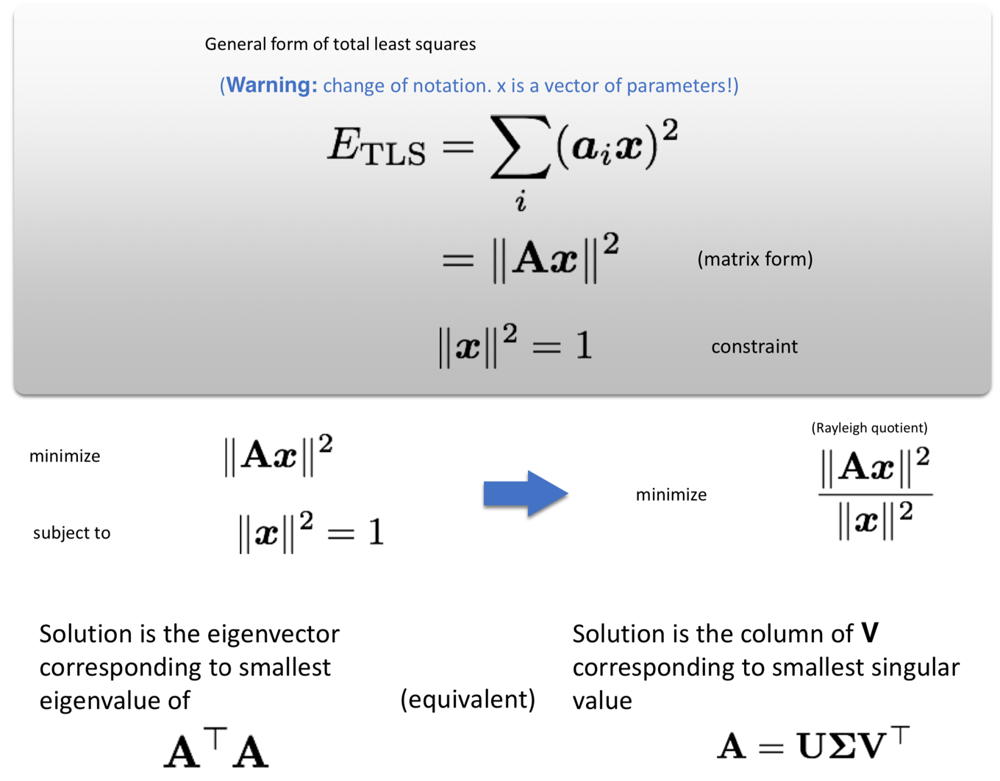 General form of total least squares
(Warning: change of notation. x is a vector of parameters!)
E_TLS = ∑_i (a_i x)²
= ‖Ax‖² (matrix form)
‖x‖² = 1 constraint
(Rayleigh quotient)
minimize ‖Ax‖²
minimize ‖Ax‖² / ‖x‖²
subject to ‖x‖² = 1
Solution is the eigenvector
corresponding to smallest
eigenvalue of
A⊤A
(equivalent)
Solution is the column of V
corresponding to smallest singular
value
A = UΣV⊤